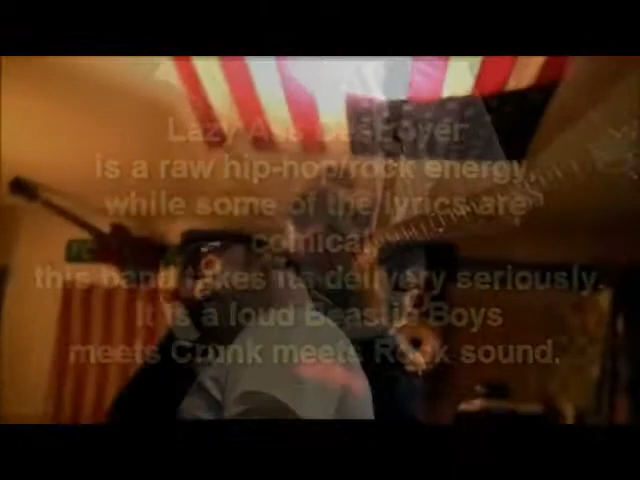 Lazy Ass Destroyer
is a raw hip-hop/rock energy,
while some of the lyrics are
comical
this band takes its delivery seriously.
It is a loud Beastie Boys
meets Crunk meets Rock sound.